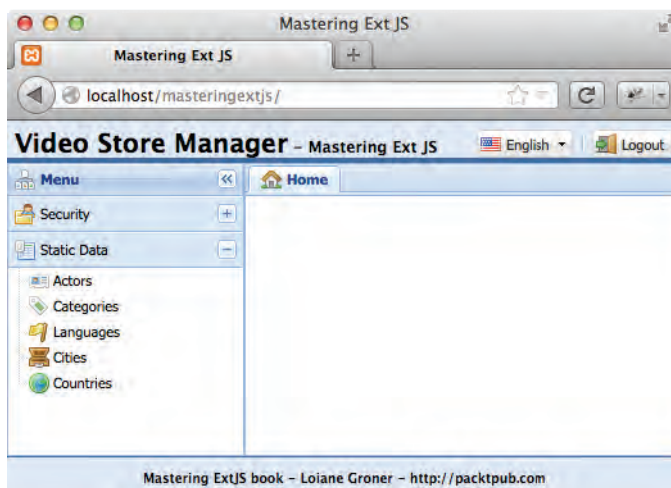 Mastering Ext JS
Mastering Ext JS
localhost/masteringextjs/
Video Store Manager – Mastering Ext JS
English
Logout
Menu
Home
Security
Static Data
Actors
Categories
Languages
Cities
Countries
Mastering ExtJS book – Loiane Groner – http://packtpub.com